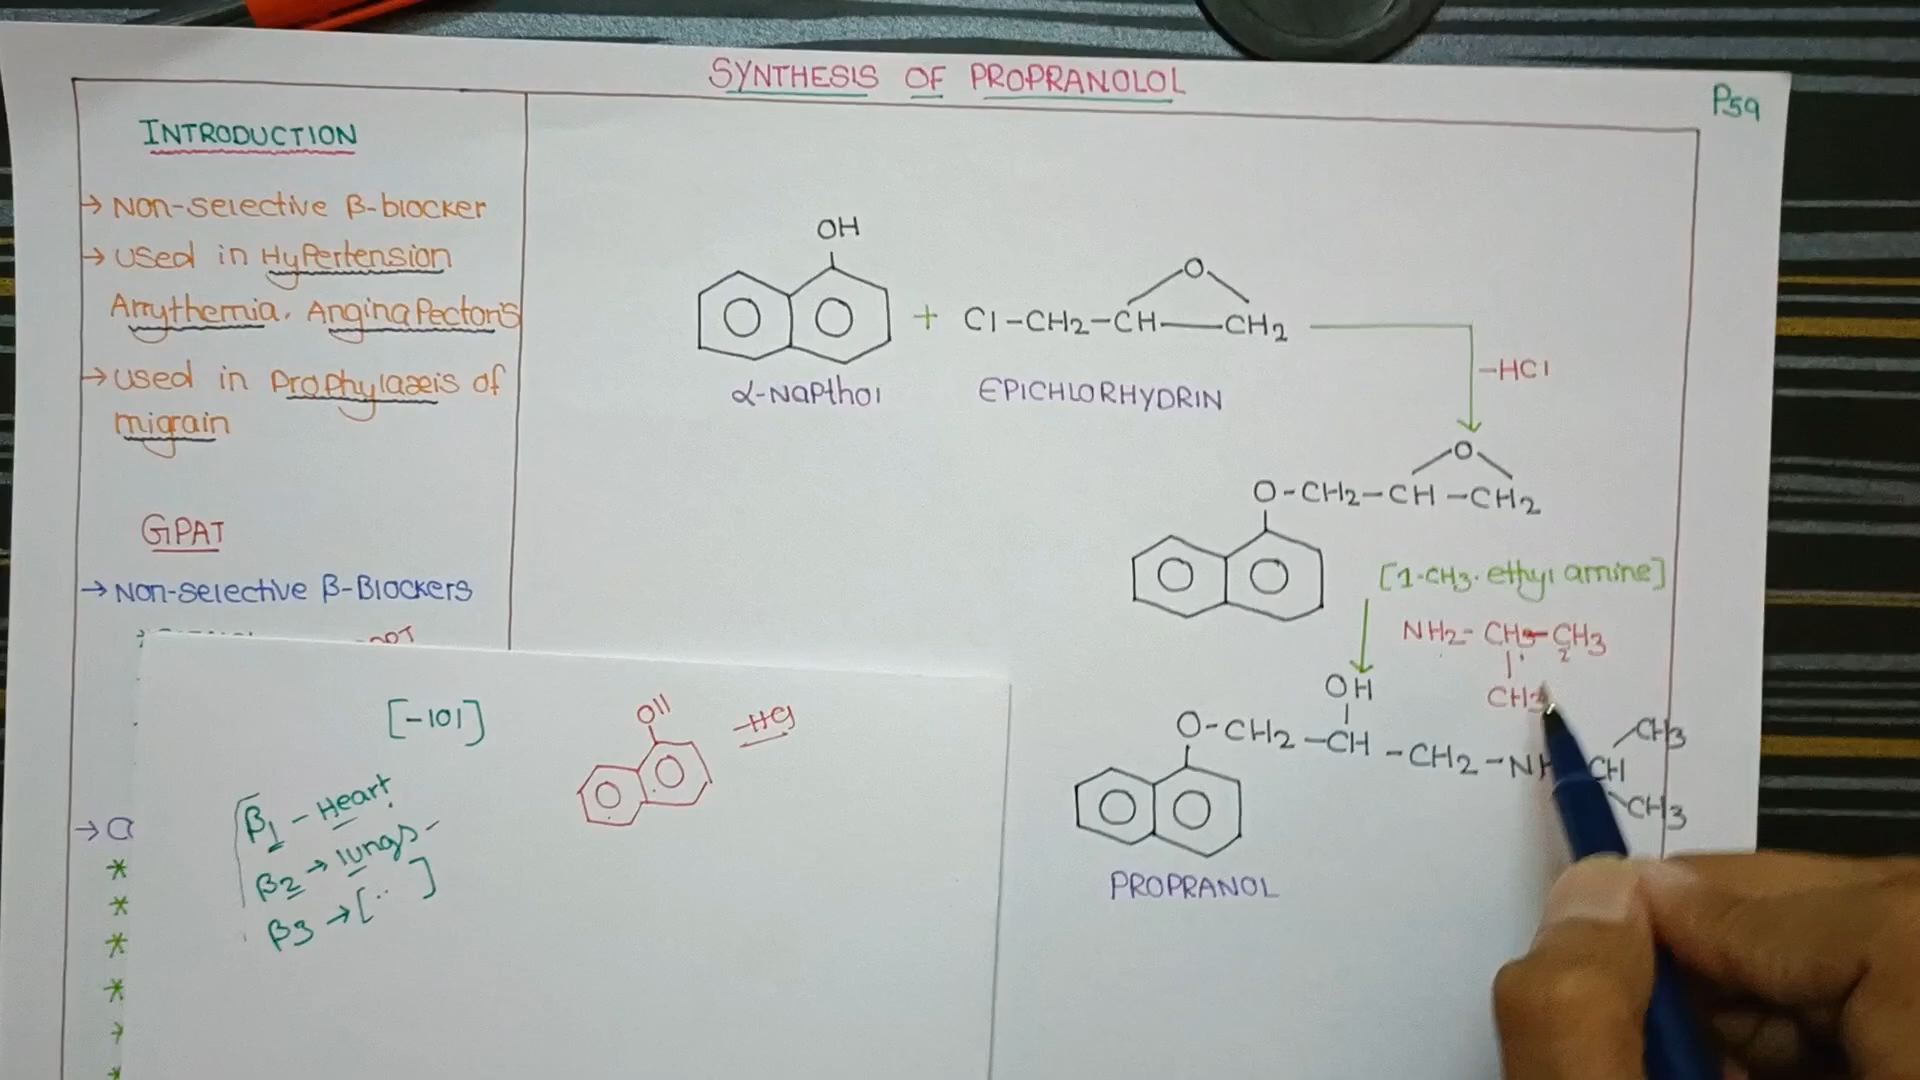 SYNTHESIS OF PROPRANOLOL
P59
INTRODUCTION
→ Non-selective β-blocker
→ used in Hypertension
Arrythemia, Angina Pectoris
→ used in Prophylaxeis of
migrain
GPAT
→ Non-selective β-Blockers
OH
+ Cl-CH2-CH-CH2
O
α-Napthol
EPICHLORHYDRIN
-HCl
O
O-CH2-CH-CH2
[1-CH3.ethyl amine]
NH2-CH-CH3
2
CH3
OH
O-CH2-CH-CH2-NH CH
CH3
CH3
PROPRANOL
[-lol]
β1 - Heart
β2 → lungs -
β3 → [.. ]
OH
-HCl